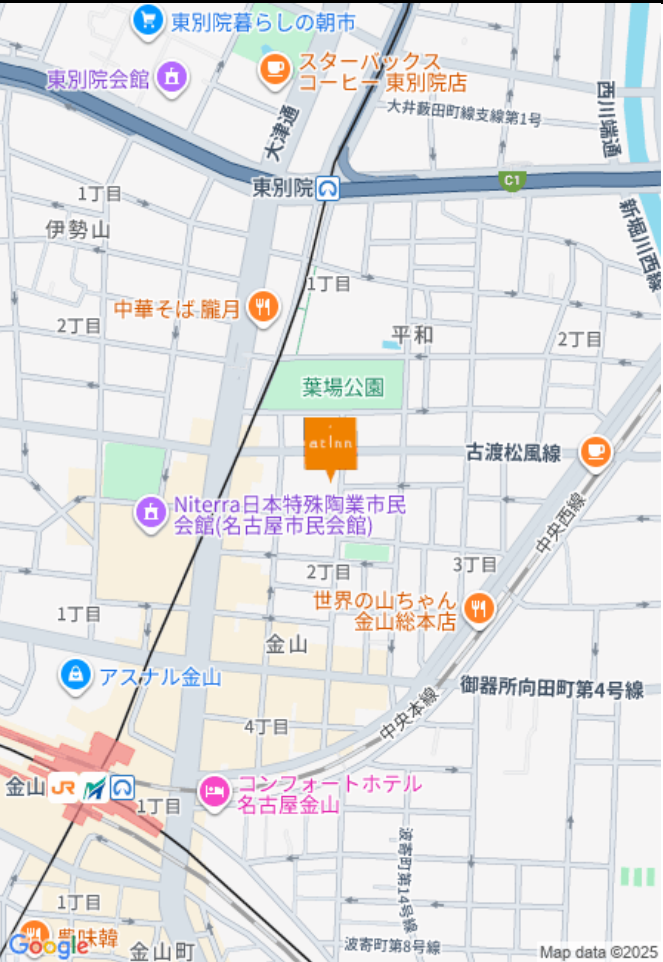 東別院暮らしの朝市
東別院会館
スターバックス
コーヒー 東別院店
大井藪田町線支線第1号
西川端通
大津通
C1
東別院
1丁目
新堀川西線
伊勢山
1丁目
中華そば 朧月
2丁目
平和
2丁目
葉場公園
at Inn
古渡松風線
Niterra日本特殊陶業市民
会館(名古屋市民会館)
中央西線
2丁目
3丁目
世界の山ちゃん
金山総本店
1丁目
金山
アスナル金山
御器所向田町第4号線
中央本線
4丁目
金山
JR
1丁目
コンフォートホテル
名古屋金山
波寄町第14号線
1丁目
豊味韓
Google
金山町
波寄町第8号線
Map data ©2025